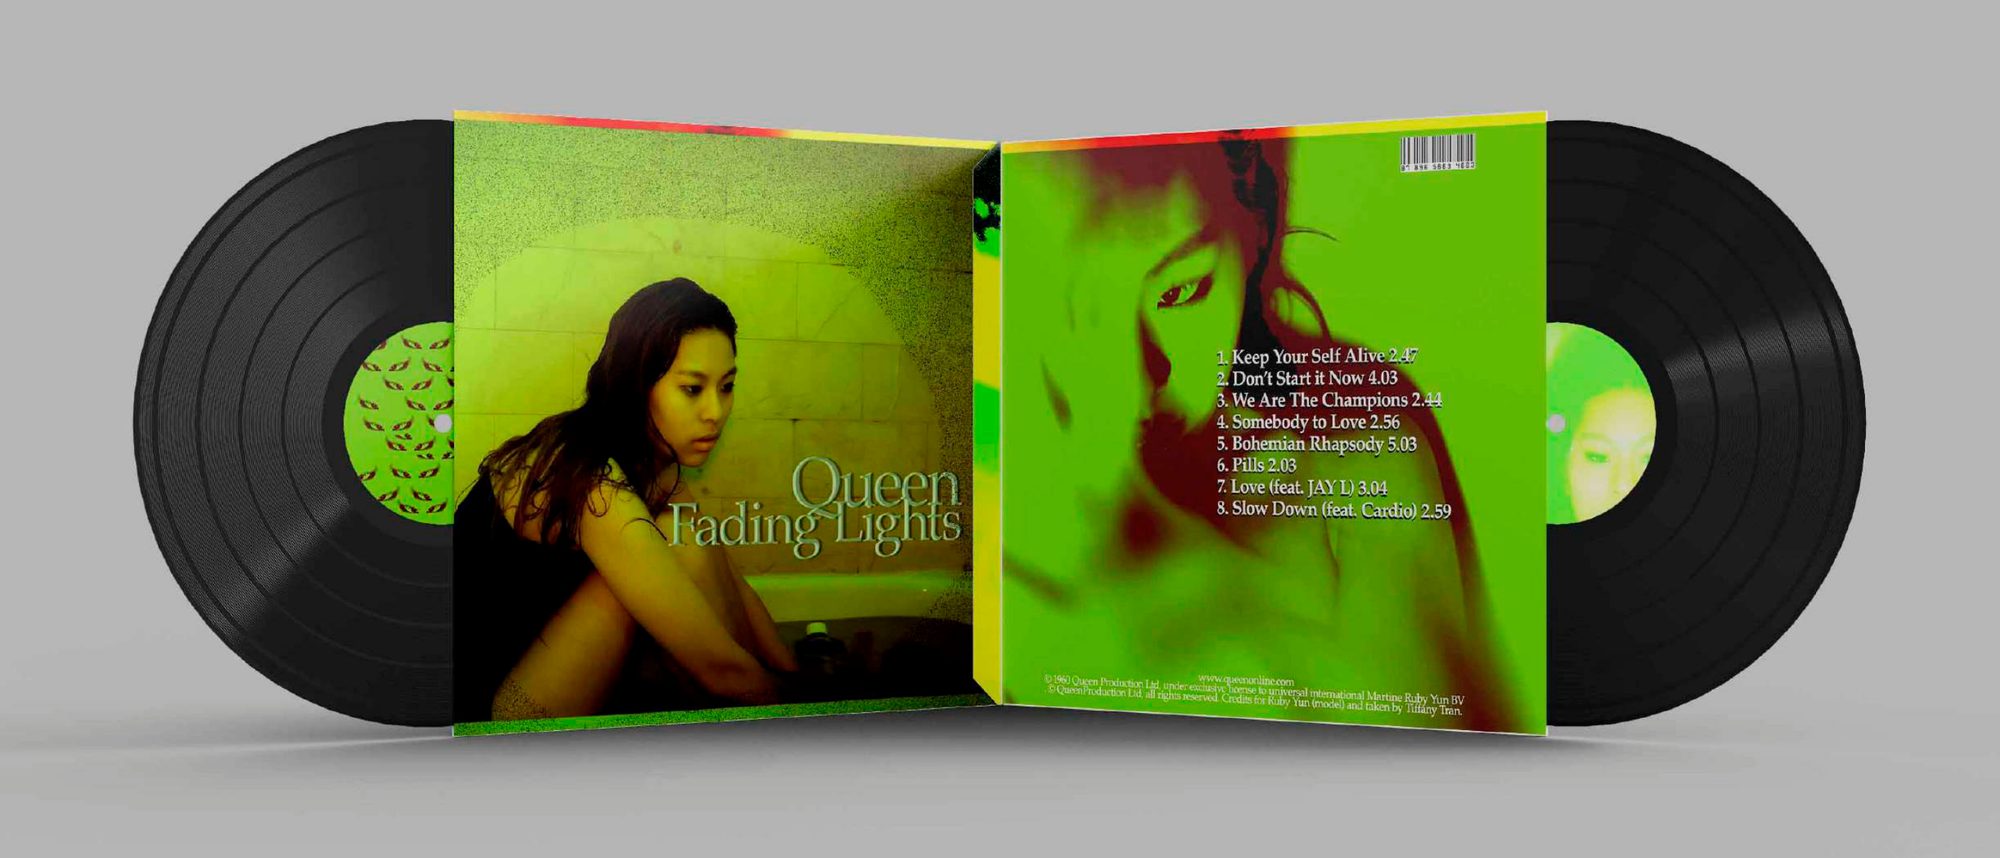 Queen
Fading Lights
1. Keep Your Self Alive 2.47
2. Don't Start it Now 4.03
3. We Are The Champions 2.44
4. Somebody to Love 2.56
5. Bohemian Rhapsody 5.03
6. Pills 2.03
7. Love (feat. JAY L) 3.04
8. Slow Down (feat. Cardio) 2.59
www.queenonline.com
© 1960 Queen Production Ltd, under exclusive license to universal international Martine Ruby Yun BV
. © QueenProduction Ltd, all rights reserved. Credits for Ruby Yun (model) and taken by Tiffany Tran.